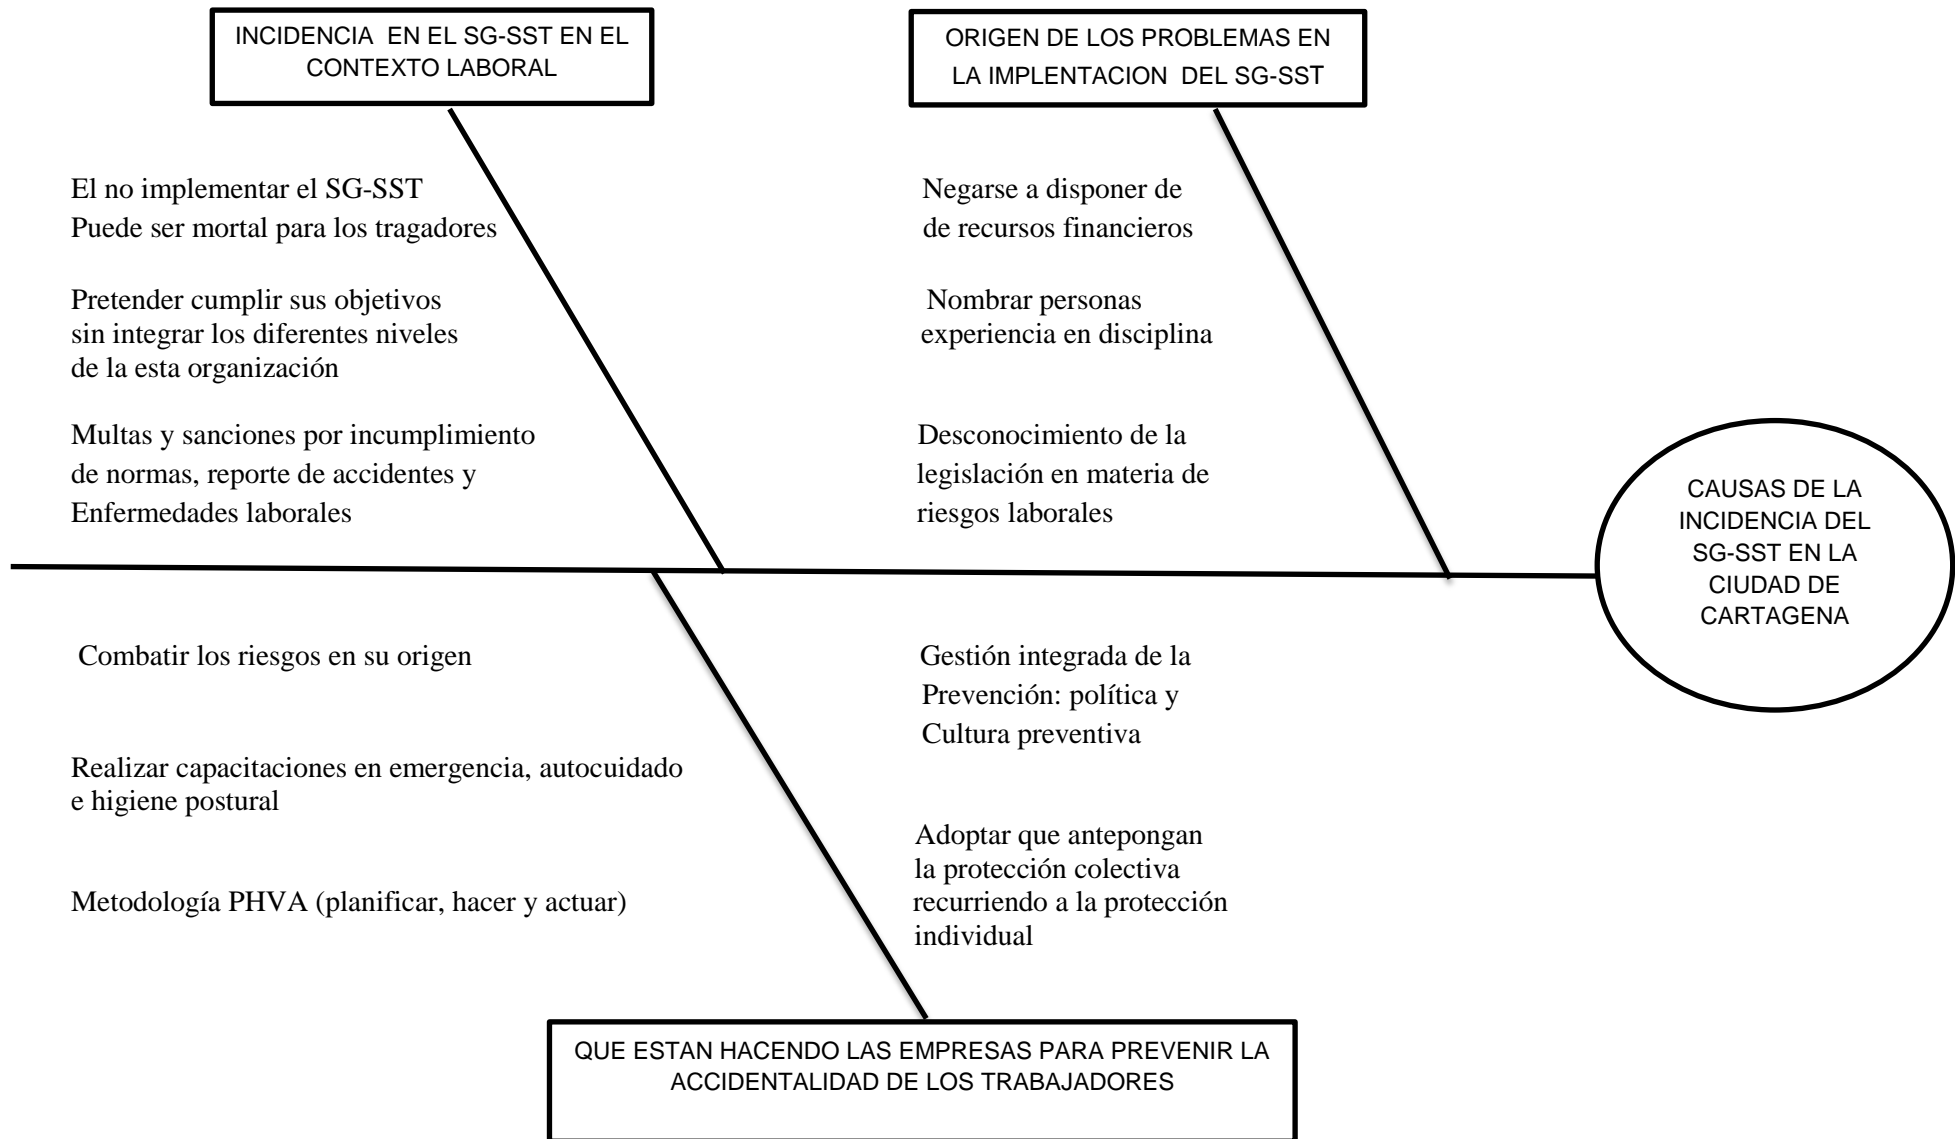 INCIDENCIA EN EL SG-SST EN EL
CONTEXTO LABORAL
ORIGEN DE LOS PROBLEMAS EN
LA IMPLENTACION DEL SG-SST
El no implementar el SG-SST
Puede ser mortal para los tragadores
Pretender cumplir sus objetivos
sin integrar los diferentes niveles
de la esta organización
Multas y sanciones por incumplimiento
de normas, reporte de accidentes y
Enfermedades laborales
Negarse a disponer de
de recursos financieros
Nombrar personas
experiencia en disciplina
Desconocimiento de la
legislación en materia de
riesgos laborales
CAUSAS DE LA
INCIDENCIA DEL
SG-SST EN LA
CIUDAD DE
CARTAGENA
Combatir los riesgos en su origen
Realizar capacitaciones en emergencia, autocuidado
e higiene postural
Metodología PHVA (planificar, hacer y actuar)
Gestión integrada de la
Prevención: política y
Cultura preventiva
Adoptar que antepongan
la protección colectiva
recurriendo a la protección
individual
QUE ESTAN HACENDO LAS EMPRESAS PARA PREVENIR LA
ACCIDENTALIDAD DE LOS TRABAJADORES